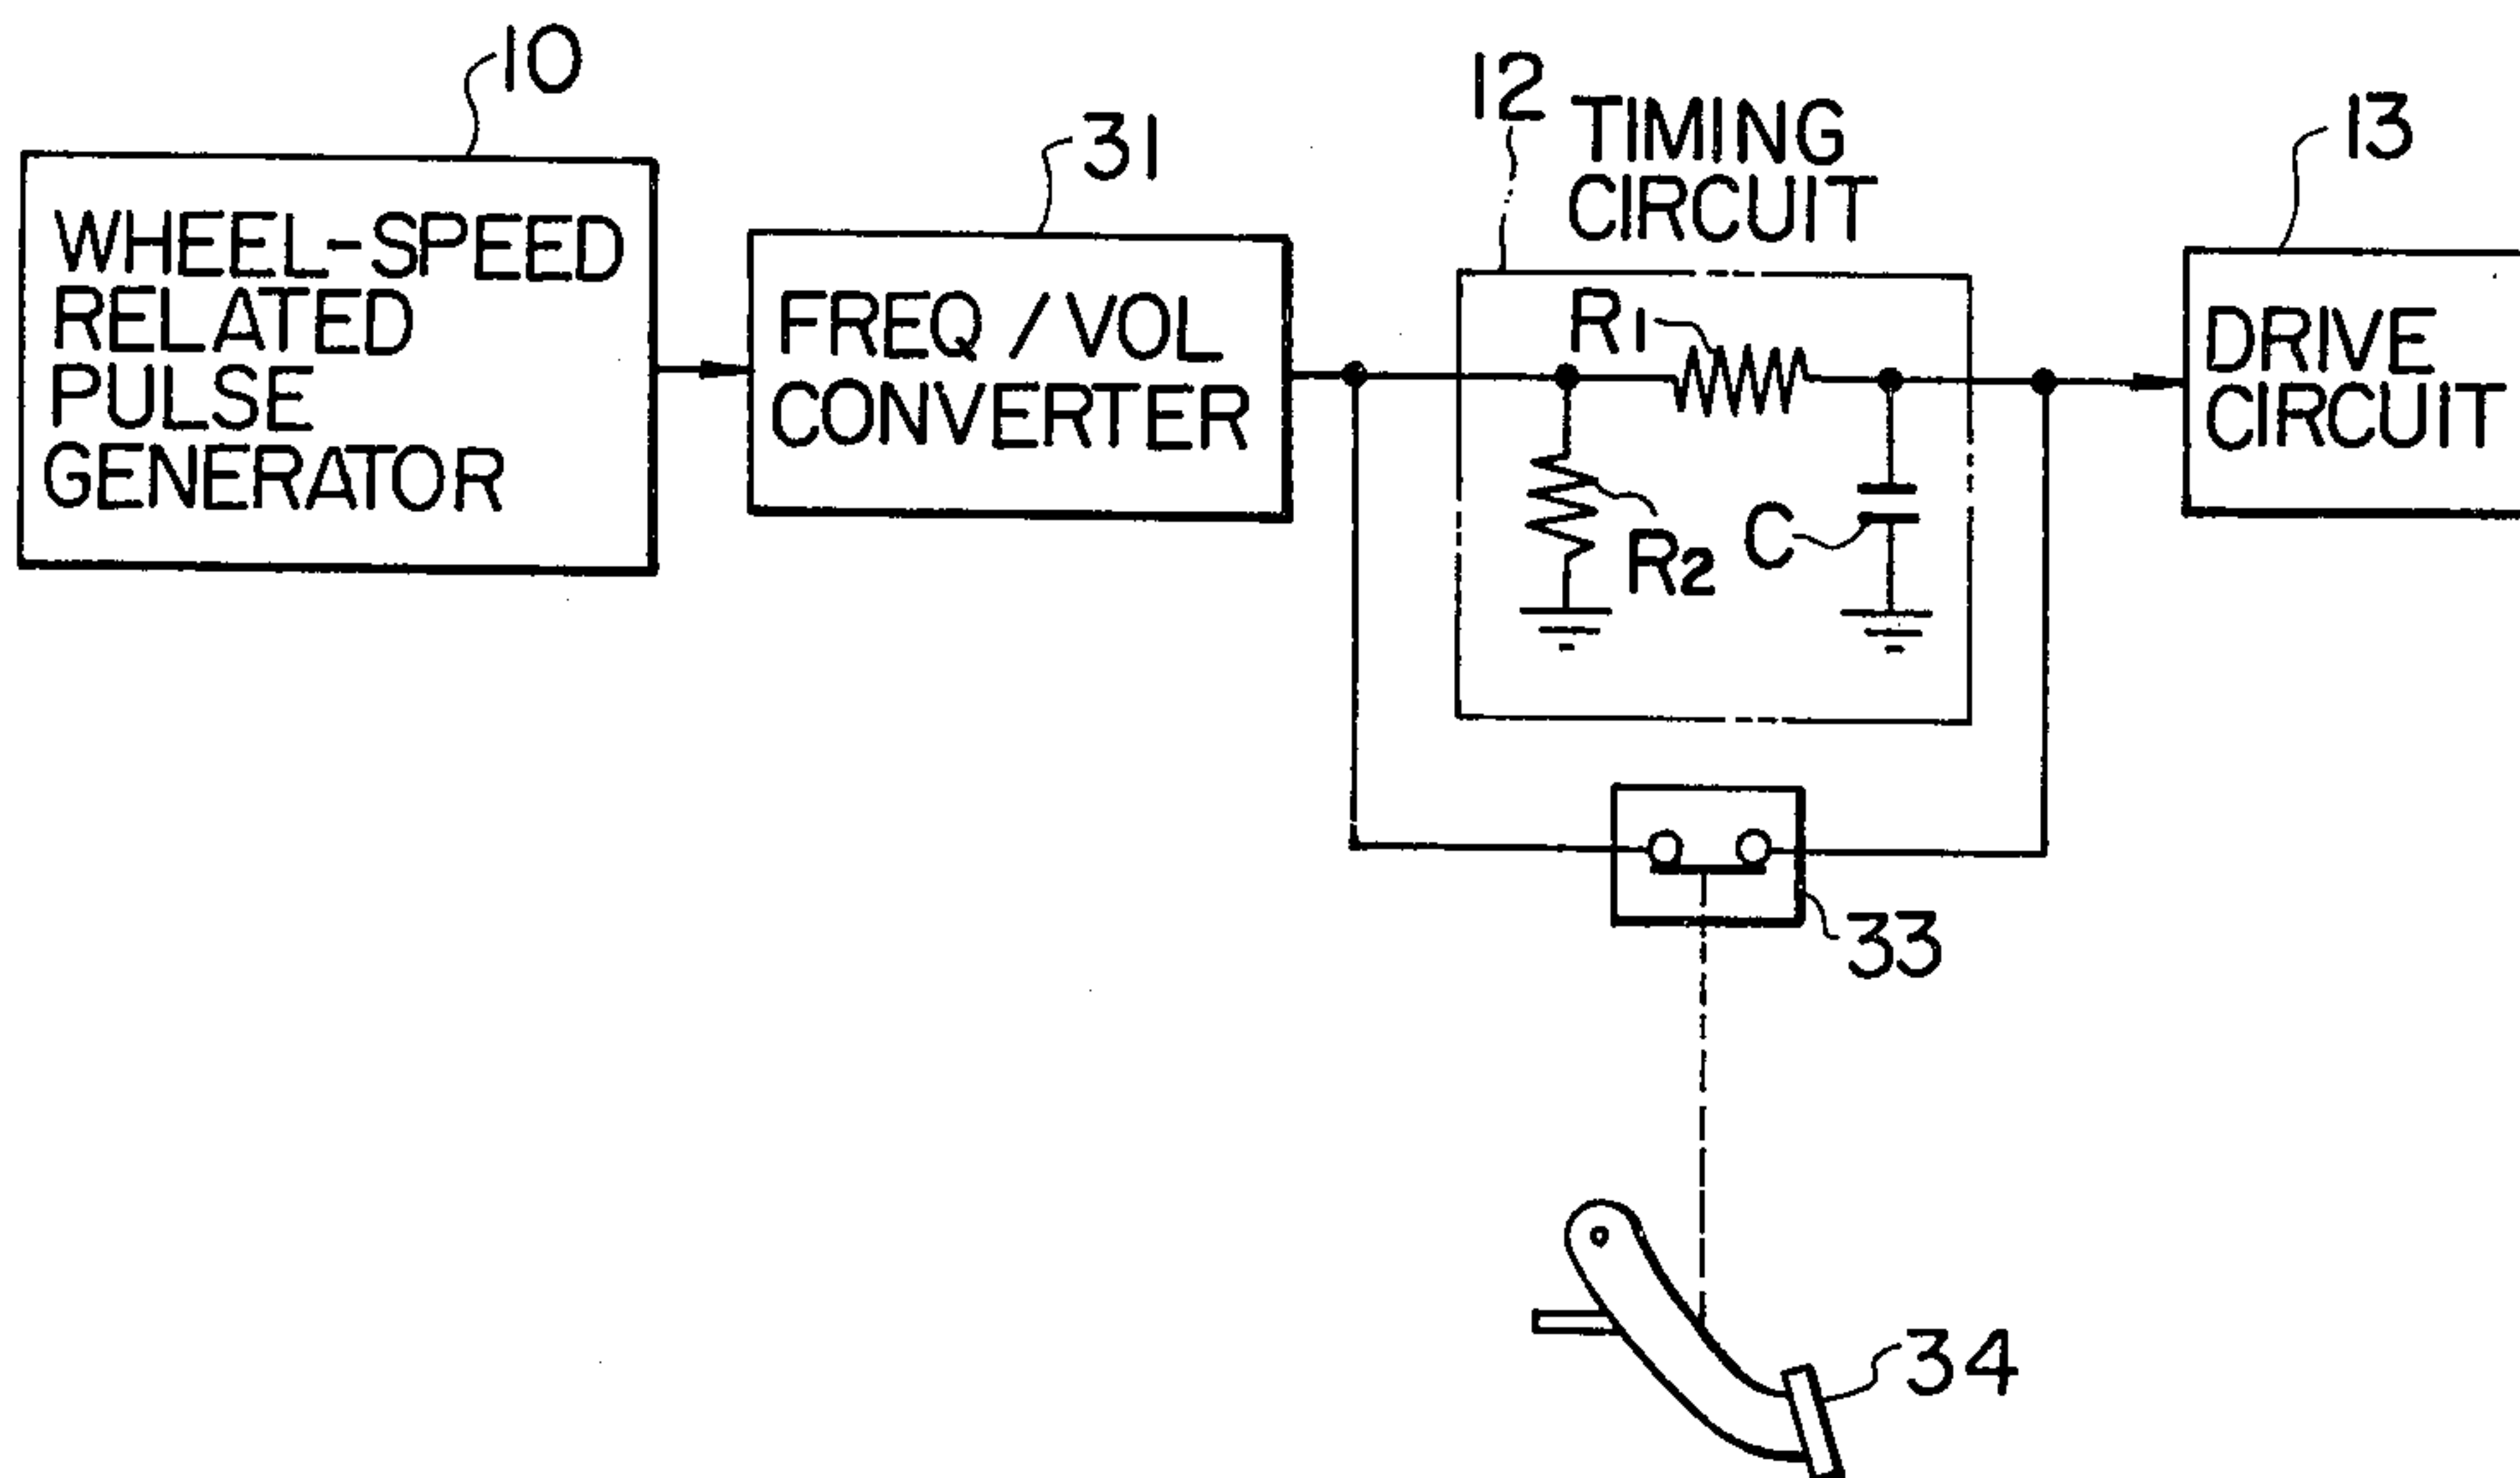 10
WHEEL-SPEED
RELATED
PULSE
GENERATOR
31
FREQ / VOL
CONVERTER
12
TIMING
CIRCUIT
R1
R2
C
13
DRIVE
CIRCUIT
33
34